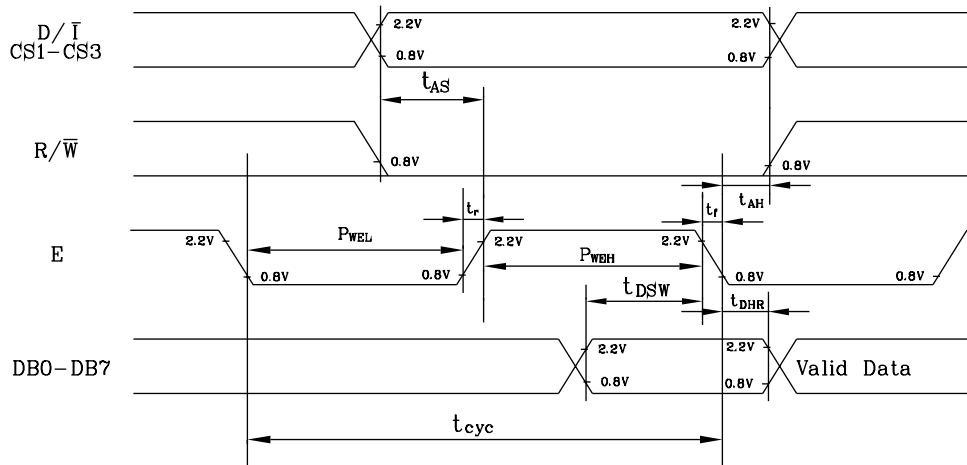 D/I̅
CS1-CS3
2.2V
0.8V
2.2V
0.8V
tAS
R/W̅
0.8V
0.8V
tAH
tr
tf
E
2.2V
PWEL
2.2V
2.2V
0.8V
0.8V
PWEH
0.8V
0.8V
tDSW
tDHR
DB0-DB7
2.2V
0.8V
2.2V
0.8V
Valid Data
tcyc